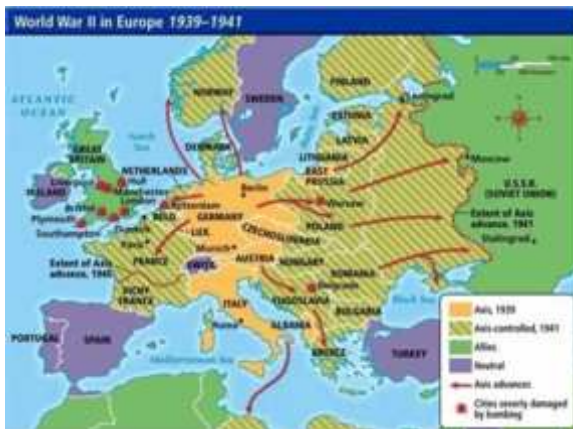 World War II in Europe 1939–1941
ATLANTIC
OCEAN
NORWAY
SWEDEN
FINLAND
Leningrad
ESTONIA
LATVIA
LITHUANIA
EAST
PRUSSIA
Moscow
U.S.S.R.
(SOVIET UNION)
North
Sea
DENMARK
GREAT
BRITAIN
IRELAND
Liverpool
Hull
Manchester
London
Bristol
Plymouth
Southampton
NETHERLANDS
Rotterdam
BELG.
Dunkirk
Berlin
GERMANY
Warsaw
POLAND
Extent of Axis
advance, 1941
Stalingrad
LUX.
Paris
CZECHOSLOVAKIA
Munich
Extent of Axis
advance, 1940
FRANCE
AUSTRIA
HUNGARY
SWITZ.
ROMANIA
Belgrade
VICHY
FRANCE
YUGOSLAVIA
Black Sea
BULGARIA
ITALY
Rome
ALBANIA
PORTUGAL
SPAIN
GREECE
TURKEY
Mediterranean Sea
Axis, 1939
Axis-controlled, 1941
Allies
Neutral
Axis advances
Cities severely damaged
by bombing